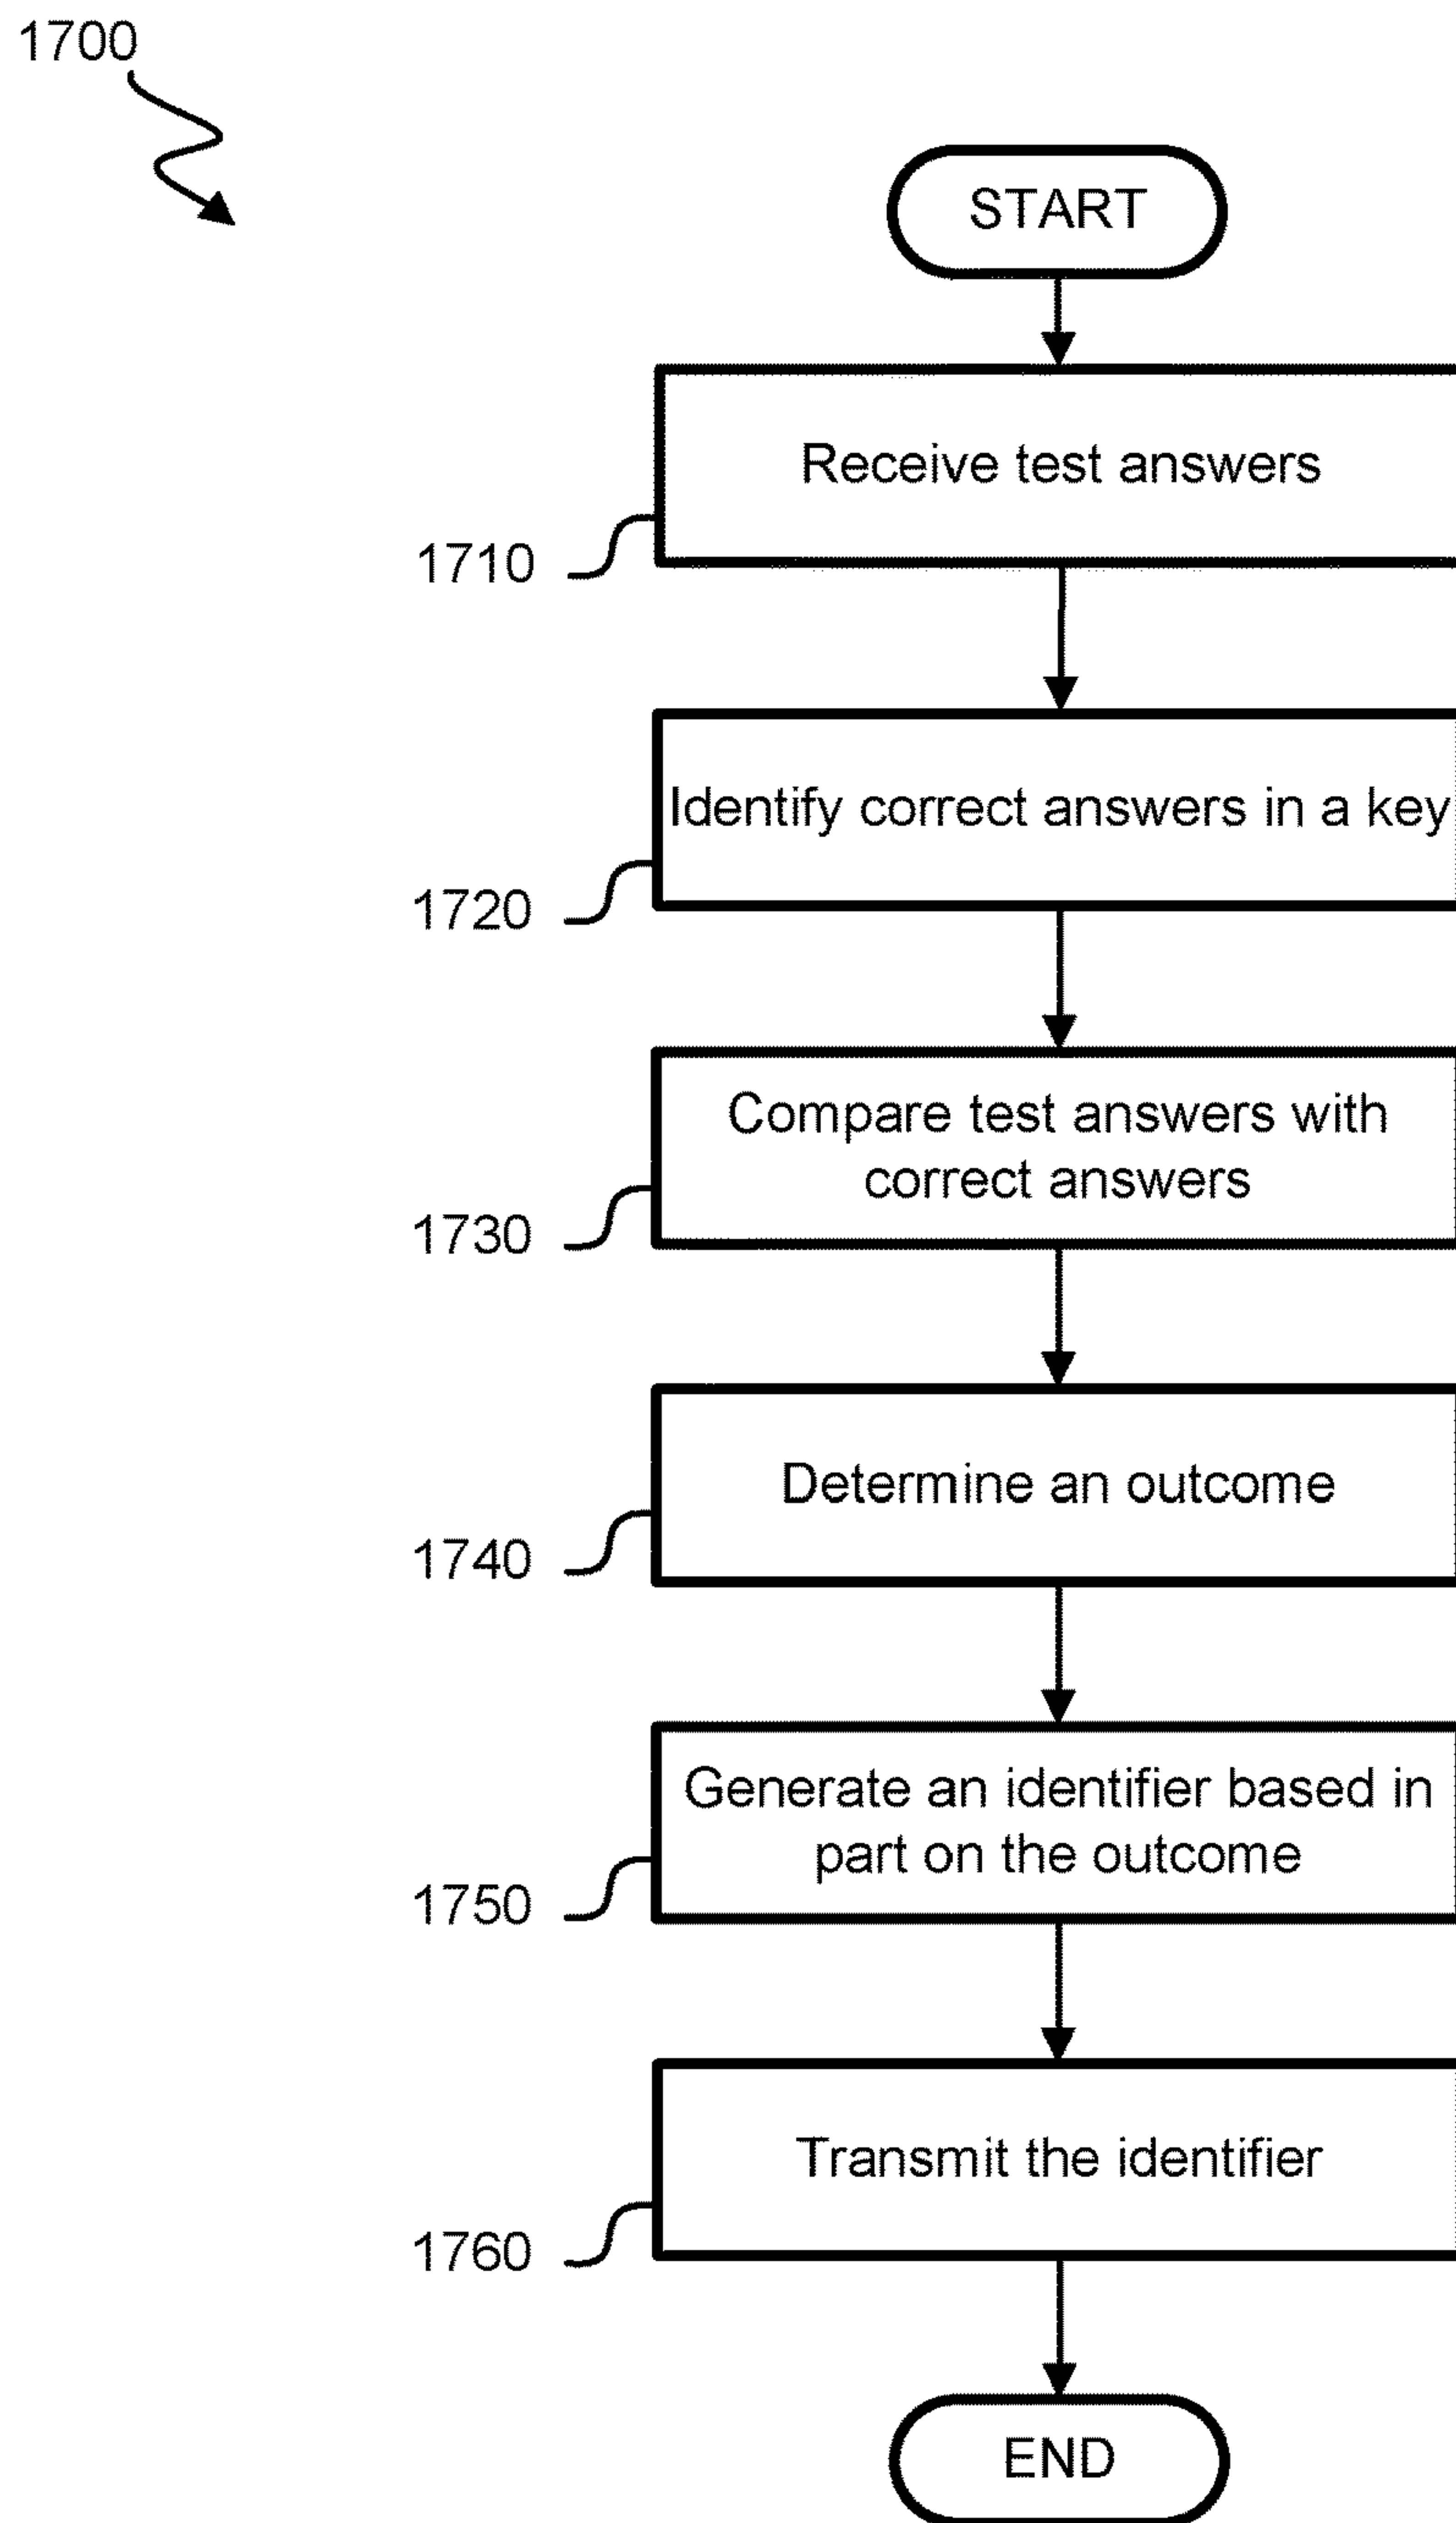 1700
START
Receive test answers
1710
Identify correct answers in a key
1720
Compare test answers with
correct answers
1730
Determine an outcome
1740
Generate an identifier based in
part on the outcome
1750
Transmit the identifier
1760
END